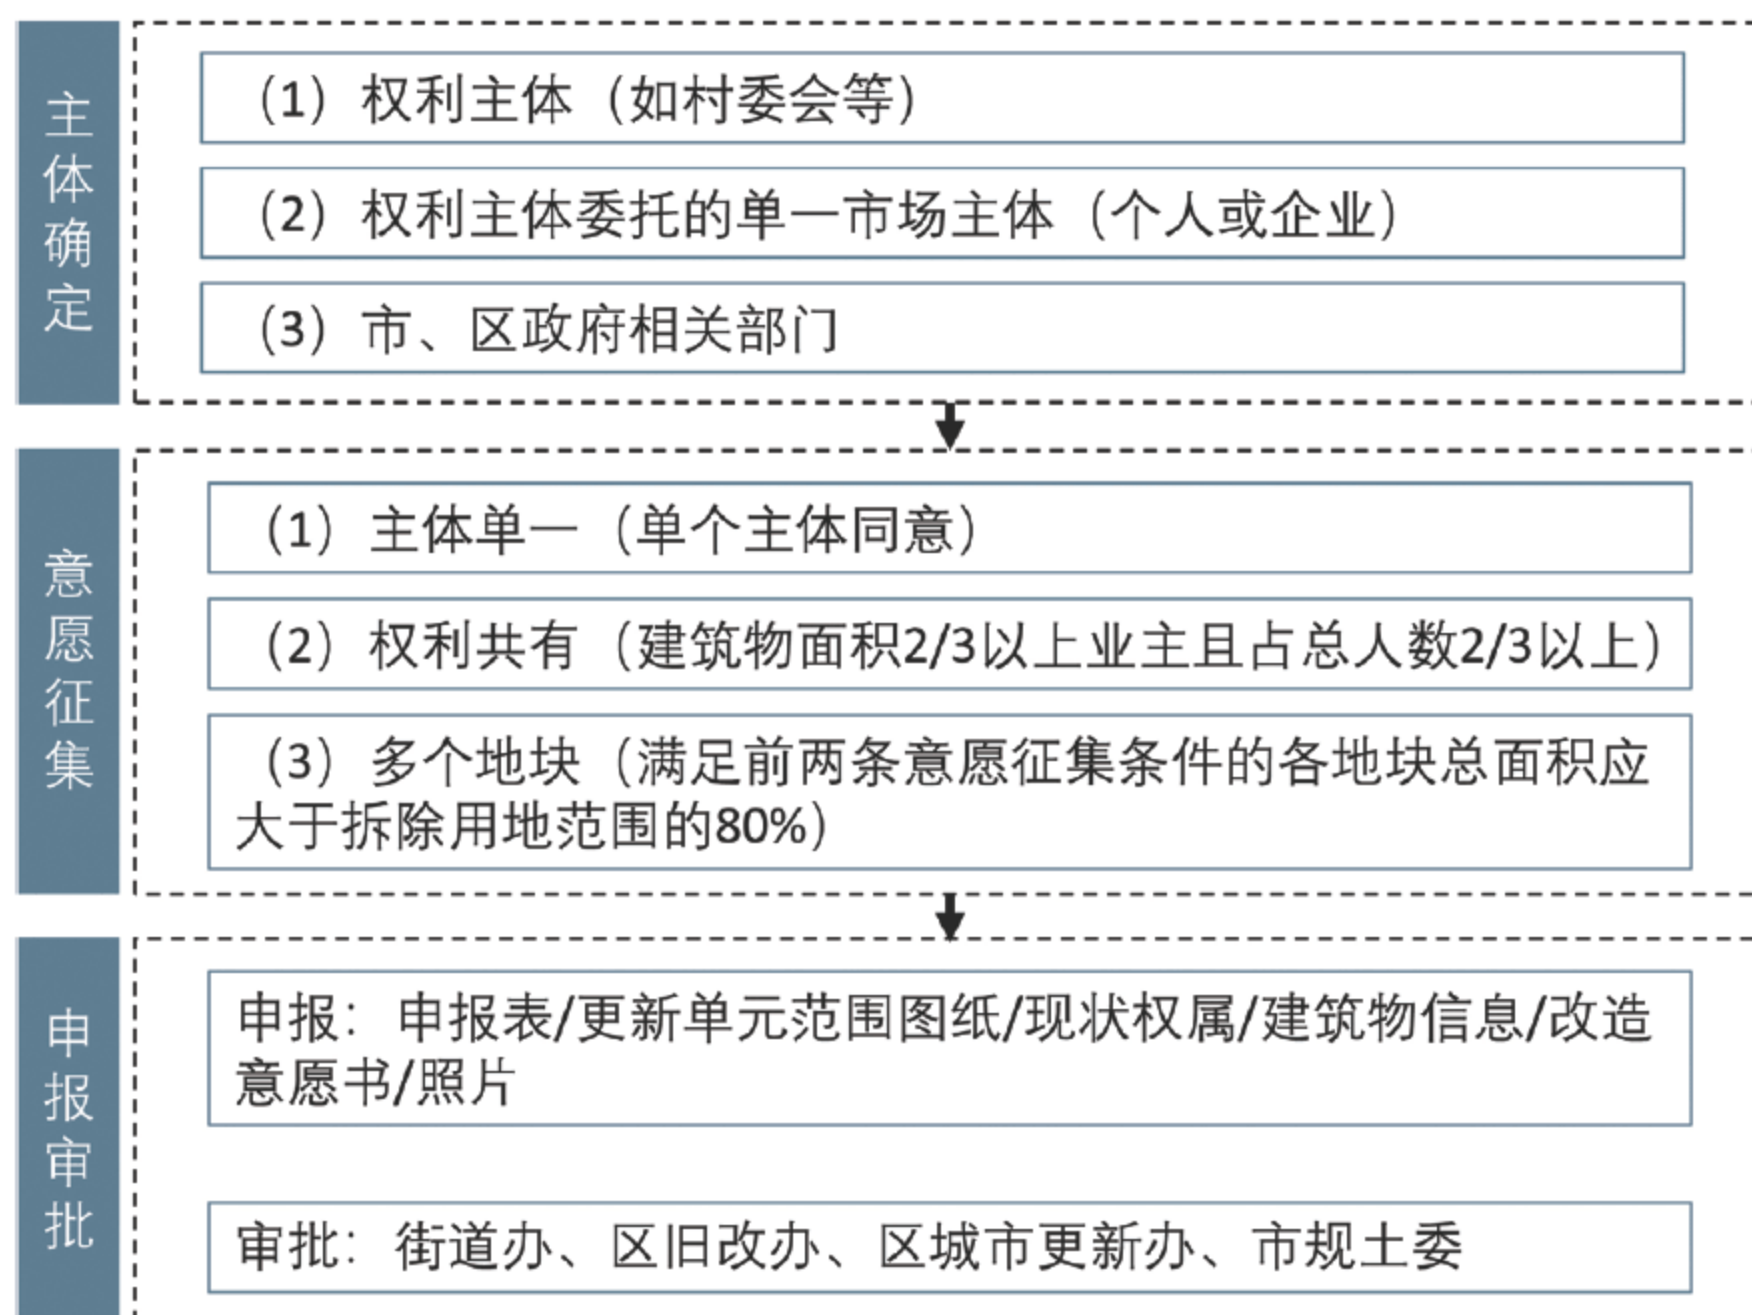 主体确定
（1）权利主体（如村委会等）
（2）权利主体委托的单一市场主体（个人或企业）
（3）市、区政府相关部门
意愿征集
（1）主体单一（单个主体同意）
（2）权利共有（建筑物面积2/3以上业主且占总人数2/3以上）
（3）多个地块（满足前两条意愿征集条件的各地块总面积应
大于拆除用地范围的80%）
申报审批
申报：申报表/更新单元范围图纸/现状权属/建筑物信息/改造
意愿书/照片
审批：街道办、区旧改办、区城市更新办、市规土委